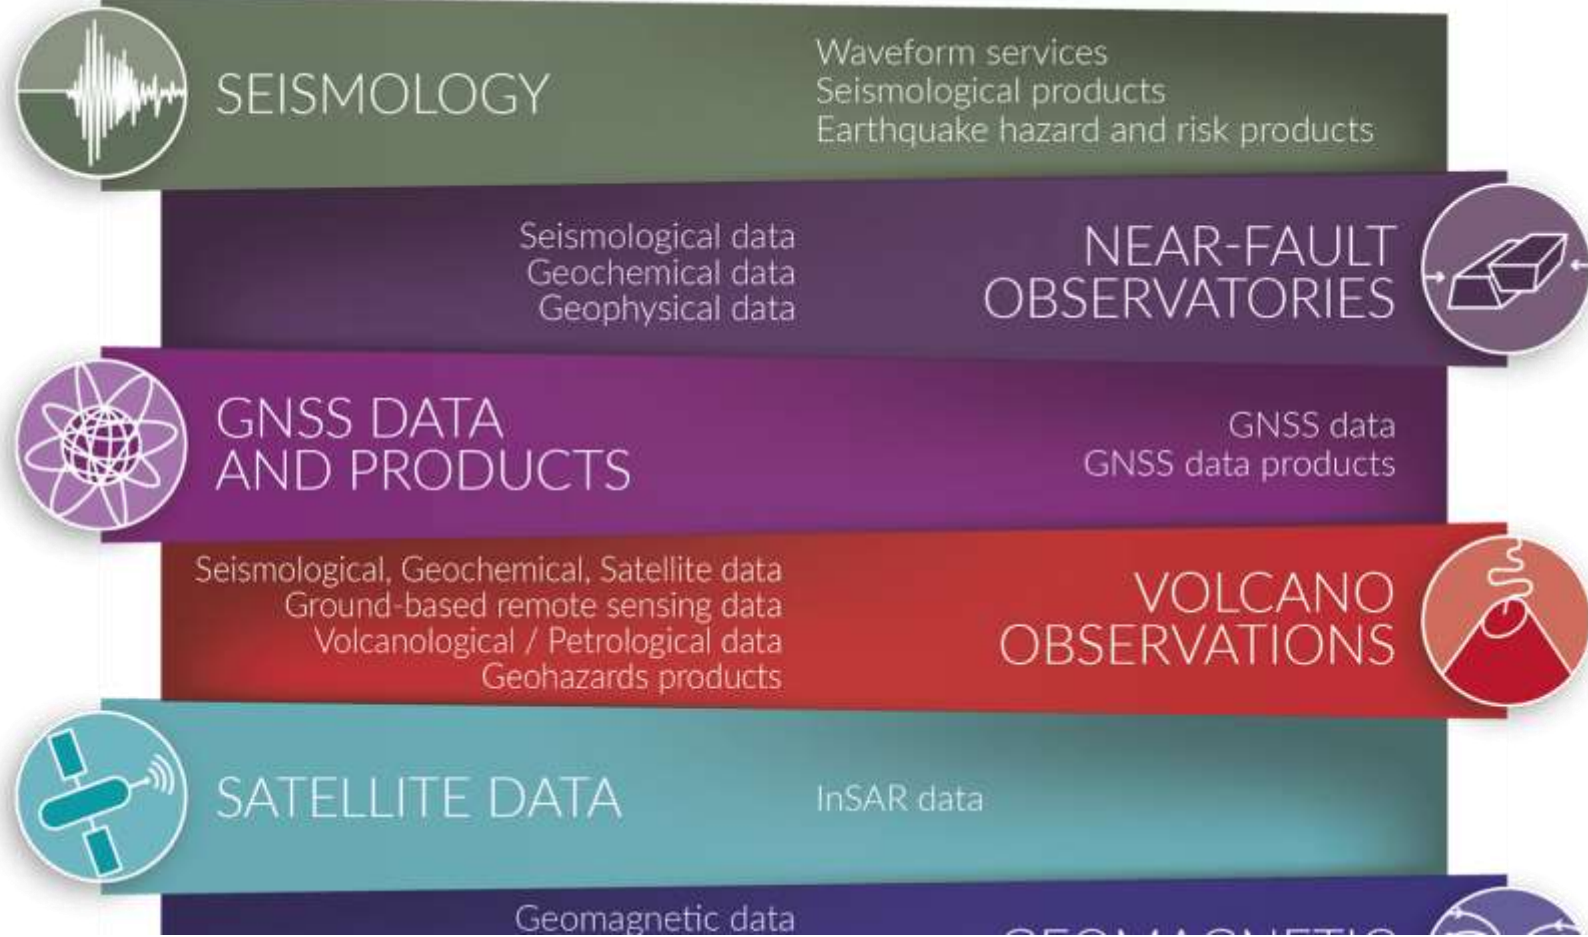 SEISMOLOGY
Waveform services
Seismological products
Earthquake hazard and risk products
Seismological data
Geochemical data
Geophysical data
NEAR-FAULT
OBSERVATORIES
GNSS DATA
AND PRODUCTS
GNSS data
GNSS data products
Seismological, Geochemical, Satellite data
Ground-based remote sensing data
Volcanological / Petrological data
Geohazards products
VOLCANO
OBSERVATIONS
SATELLITE DATA
InSAR data
Geomagnetic data
GEOMAGNETIC